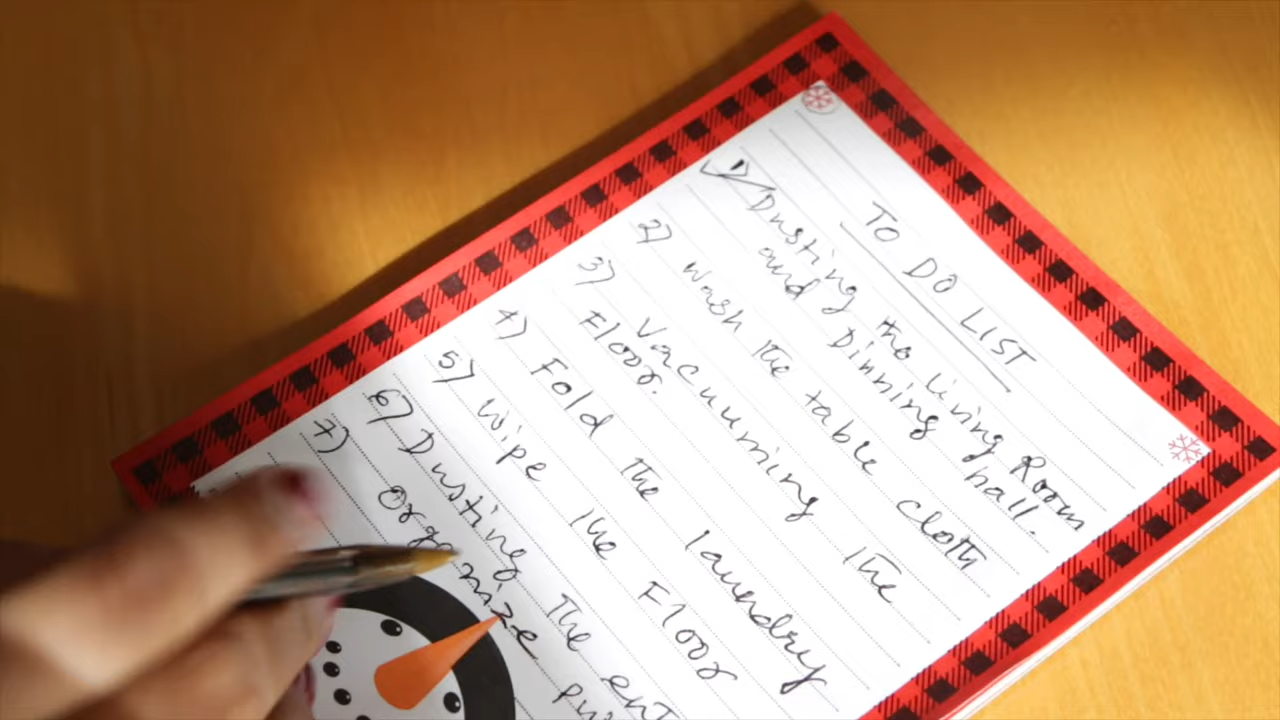 TO DO LIST
1) Dusting the living Room
and Dinning hall.
2) Wash the table cloth
3) Vacuuming the
Floor.
4) Fold the laundry
5) Wipe the Floor
6) Dusting the
7) Organize